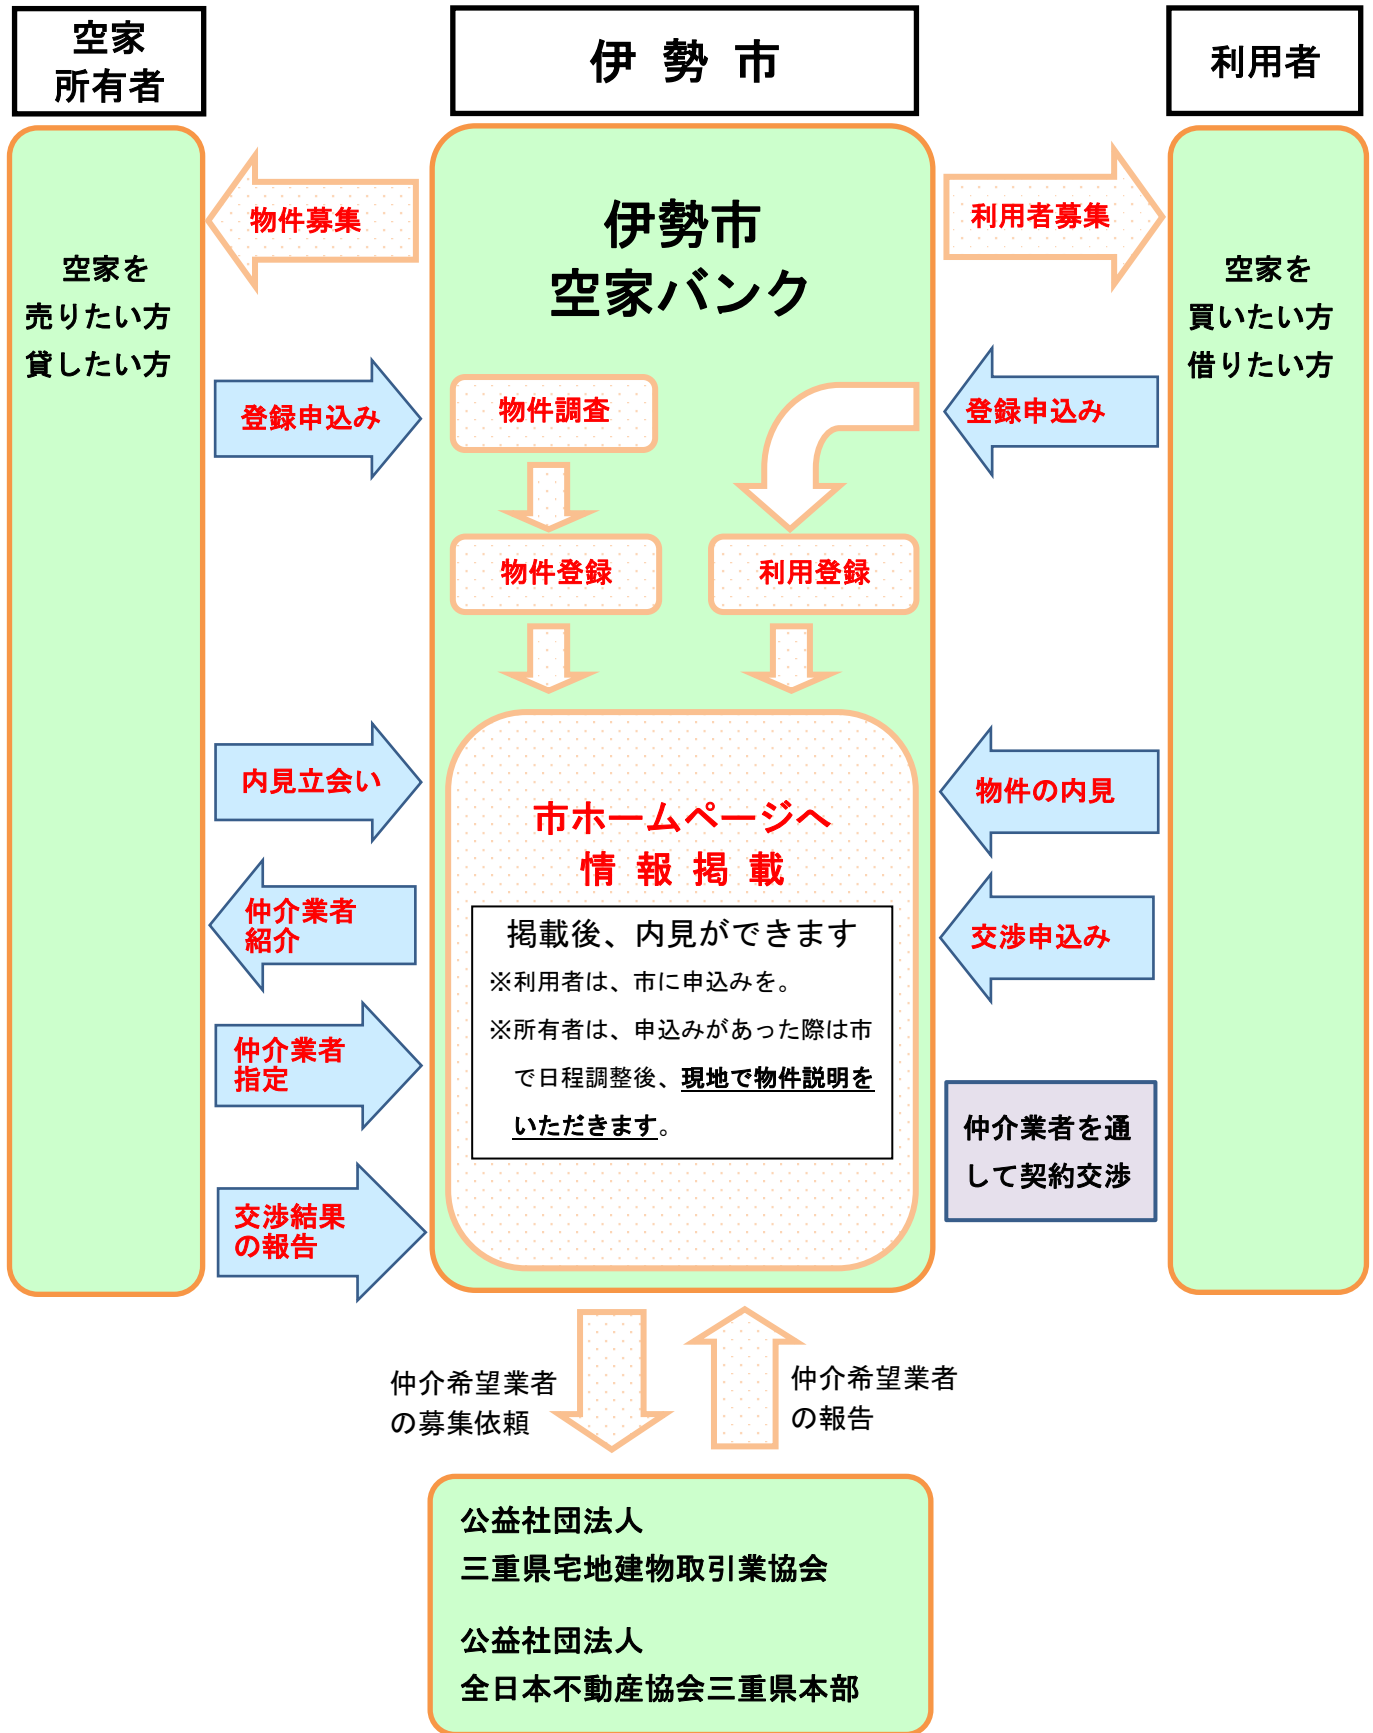 空家
所有者
伊 勢 市
利用者
物件募集
利用者募集
伊勢市
空家バンク
空家を
売りたい方
貸したい方
空家を
買いたい方
借りたい方
登録申込み
物件調査
登録申込み
物件登録
利用登録
内見立会い
物件の内見
市ホームページへ
情 報 掲 載
仲介業者
紹介
交渉申込み
掲載後、内見ができます
※利用者は、市に申込みを。
※所有者は、申込みがあった際は市
で日程調整後、現地で物件説明を
いただきます。
仲介業者
指定
仲介業者を通
して契約交渉
交渉結果
の報告
仲介希望業者
の募集依頼
仲介希望業者
の報告
公益社団法人
三重県宅地建物取引業協会
公益社団法人
全日本不動産協会三重県本部